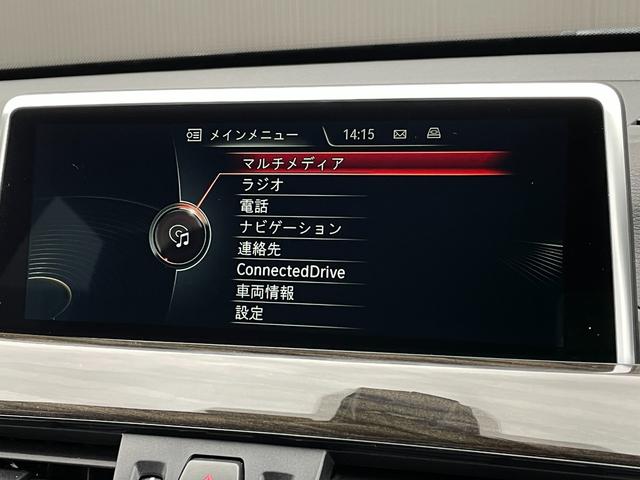 メインメニュー 14:15
マルチメディア
ラジオ
電話
ナビゲーション
連絡先
ConnectedDrive
車両情報
設定